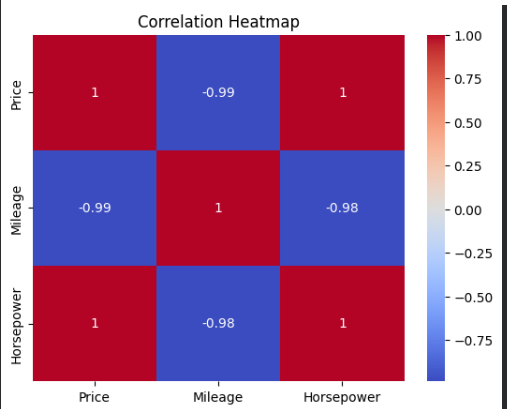 Correlation Heatmap
Price
1
-0.99
1
Mileage
-0.99
1
-0.98
Horsepower
1
-0.98
1
Price
Mileage
Horsepower
1.00
0.75
0.50
0.25
0.00
−0.25
−0.50
−0.75